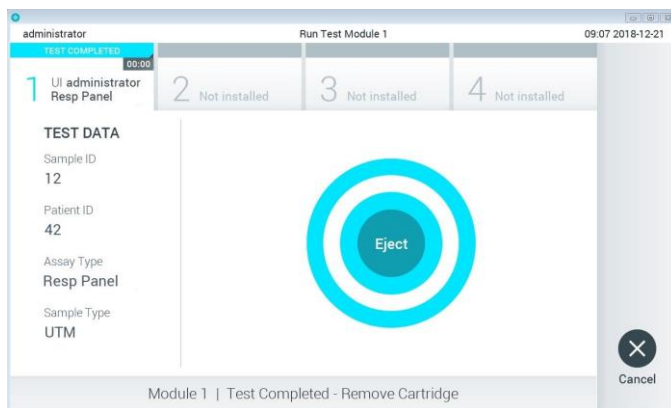 administrator Run Test Module 1 09:07 2018-12-21
TEST COMPLETED
00:00
1 UI administrator
Resp Panel
2 Not installed
3 Not installed
4 Not installed
TEST DATA
Sample ID
12
Patient ID
42
Assay Type
Resp Panel
Sample Type
UTM
Eject
Cancel
Module 1 | Test Completed - Remove Cartridge